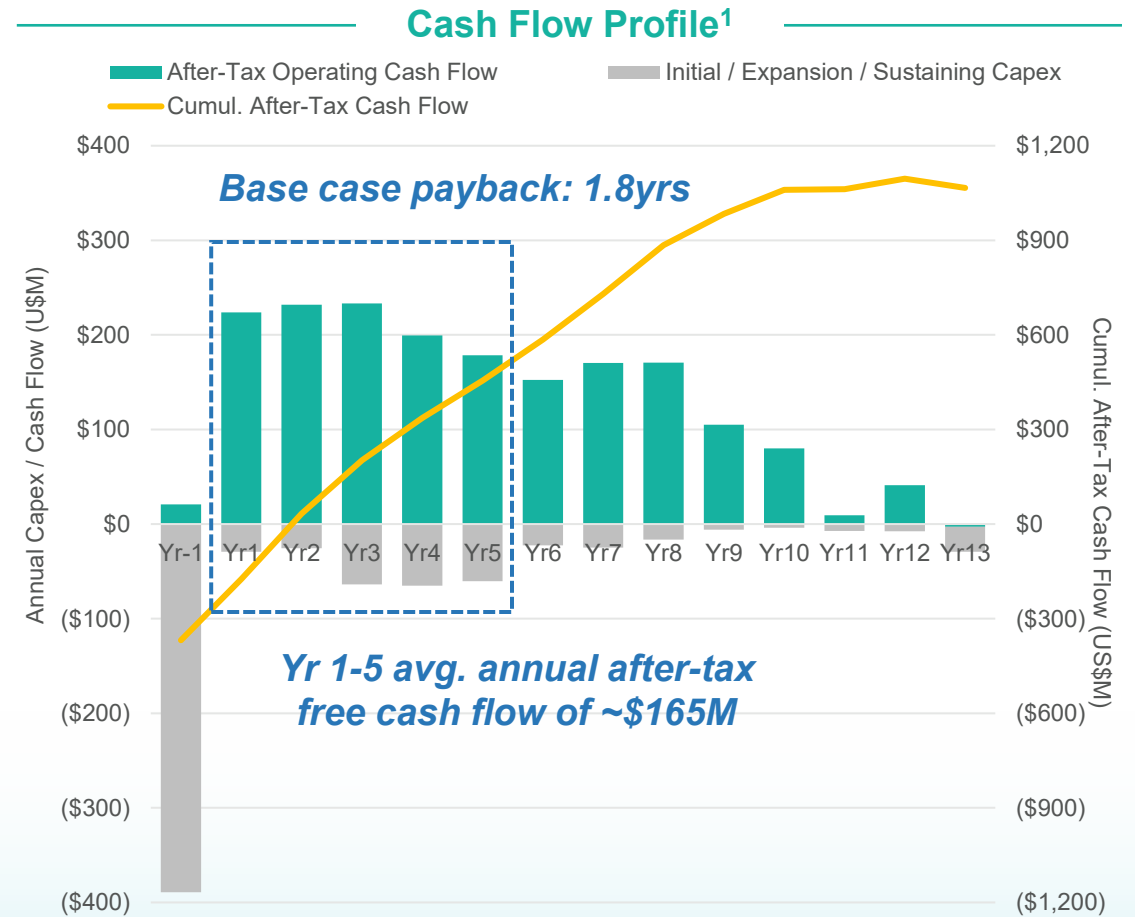 Cash Flow Profile1
After-Tax Operating Cash Flow
Initial / Expansion / Sustaining Capex
Cumul. After-Tax Cash Flow
Annual Capex / Cash Flow (U$M)
$400
$300
$200
$100
$0
($100)
($200)
($300)
($400)
Base case payback: 1.8yrs
Yr-1 Yr1 Yr2 Yr3 Yr4 Yr5 Yr6 Yr7 Yr8 Yr9 Yr10 Yr11 Yr12 Yr13
Yr 1-5 avg. annual after-tax
free cash flow of ~$165M
$1,200
$900
$600
$300
$0
($300)
($600)
($900)
($1,200)
Cumul. After-Tax Cash Flow (US$M)